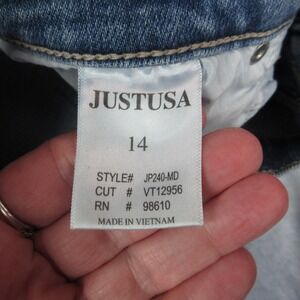 JUSTUSA
14
STYLE# JP240-MD
CUT # VT12956
RN # 98610
MADE IN VIETNAM